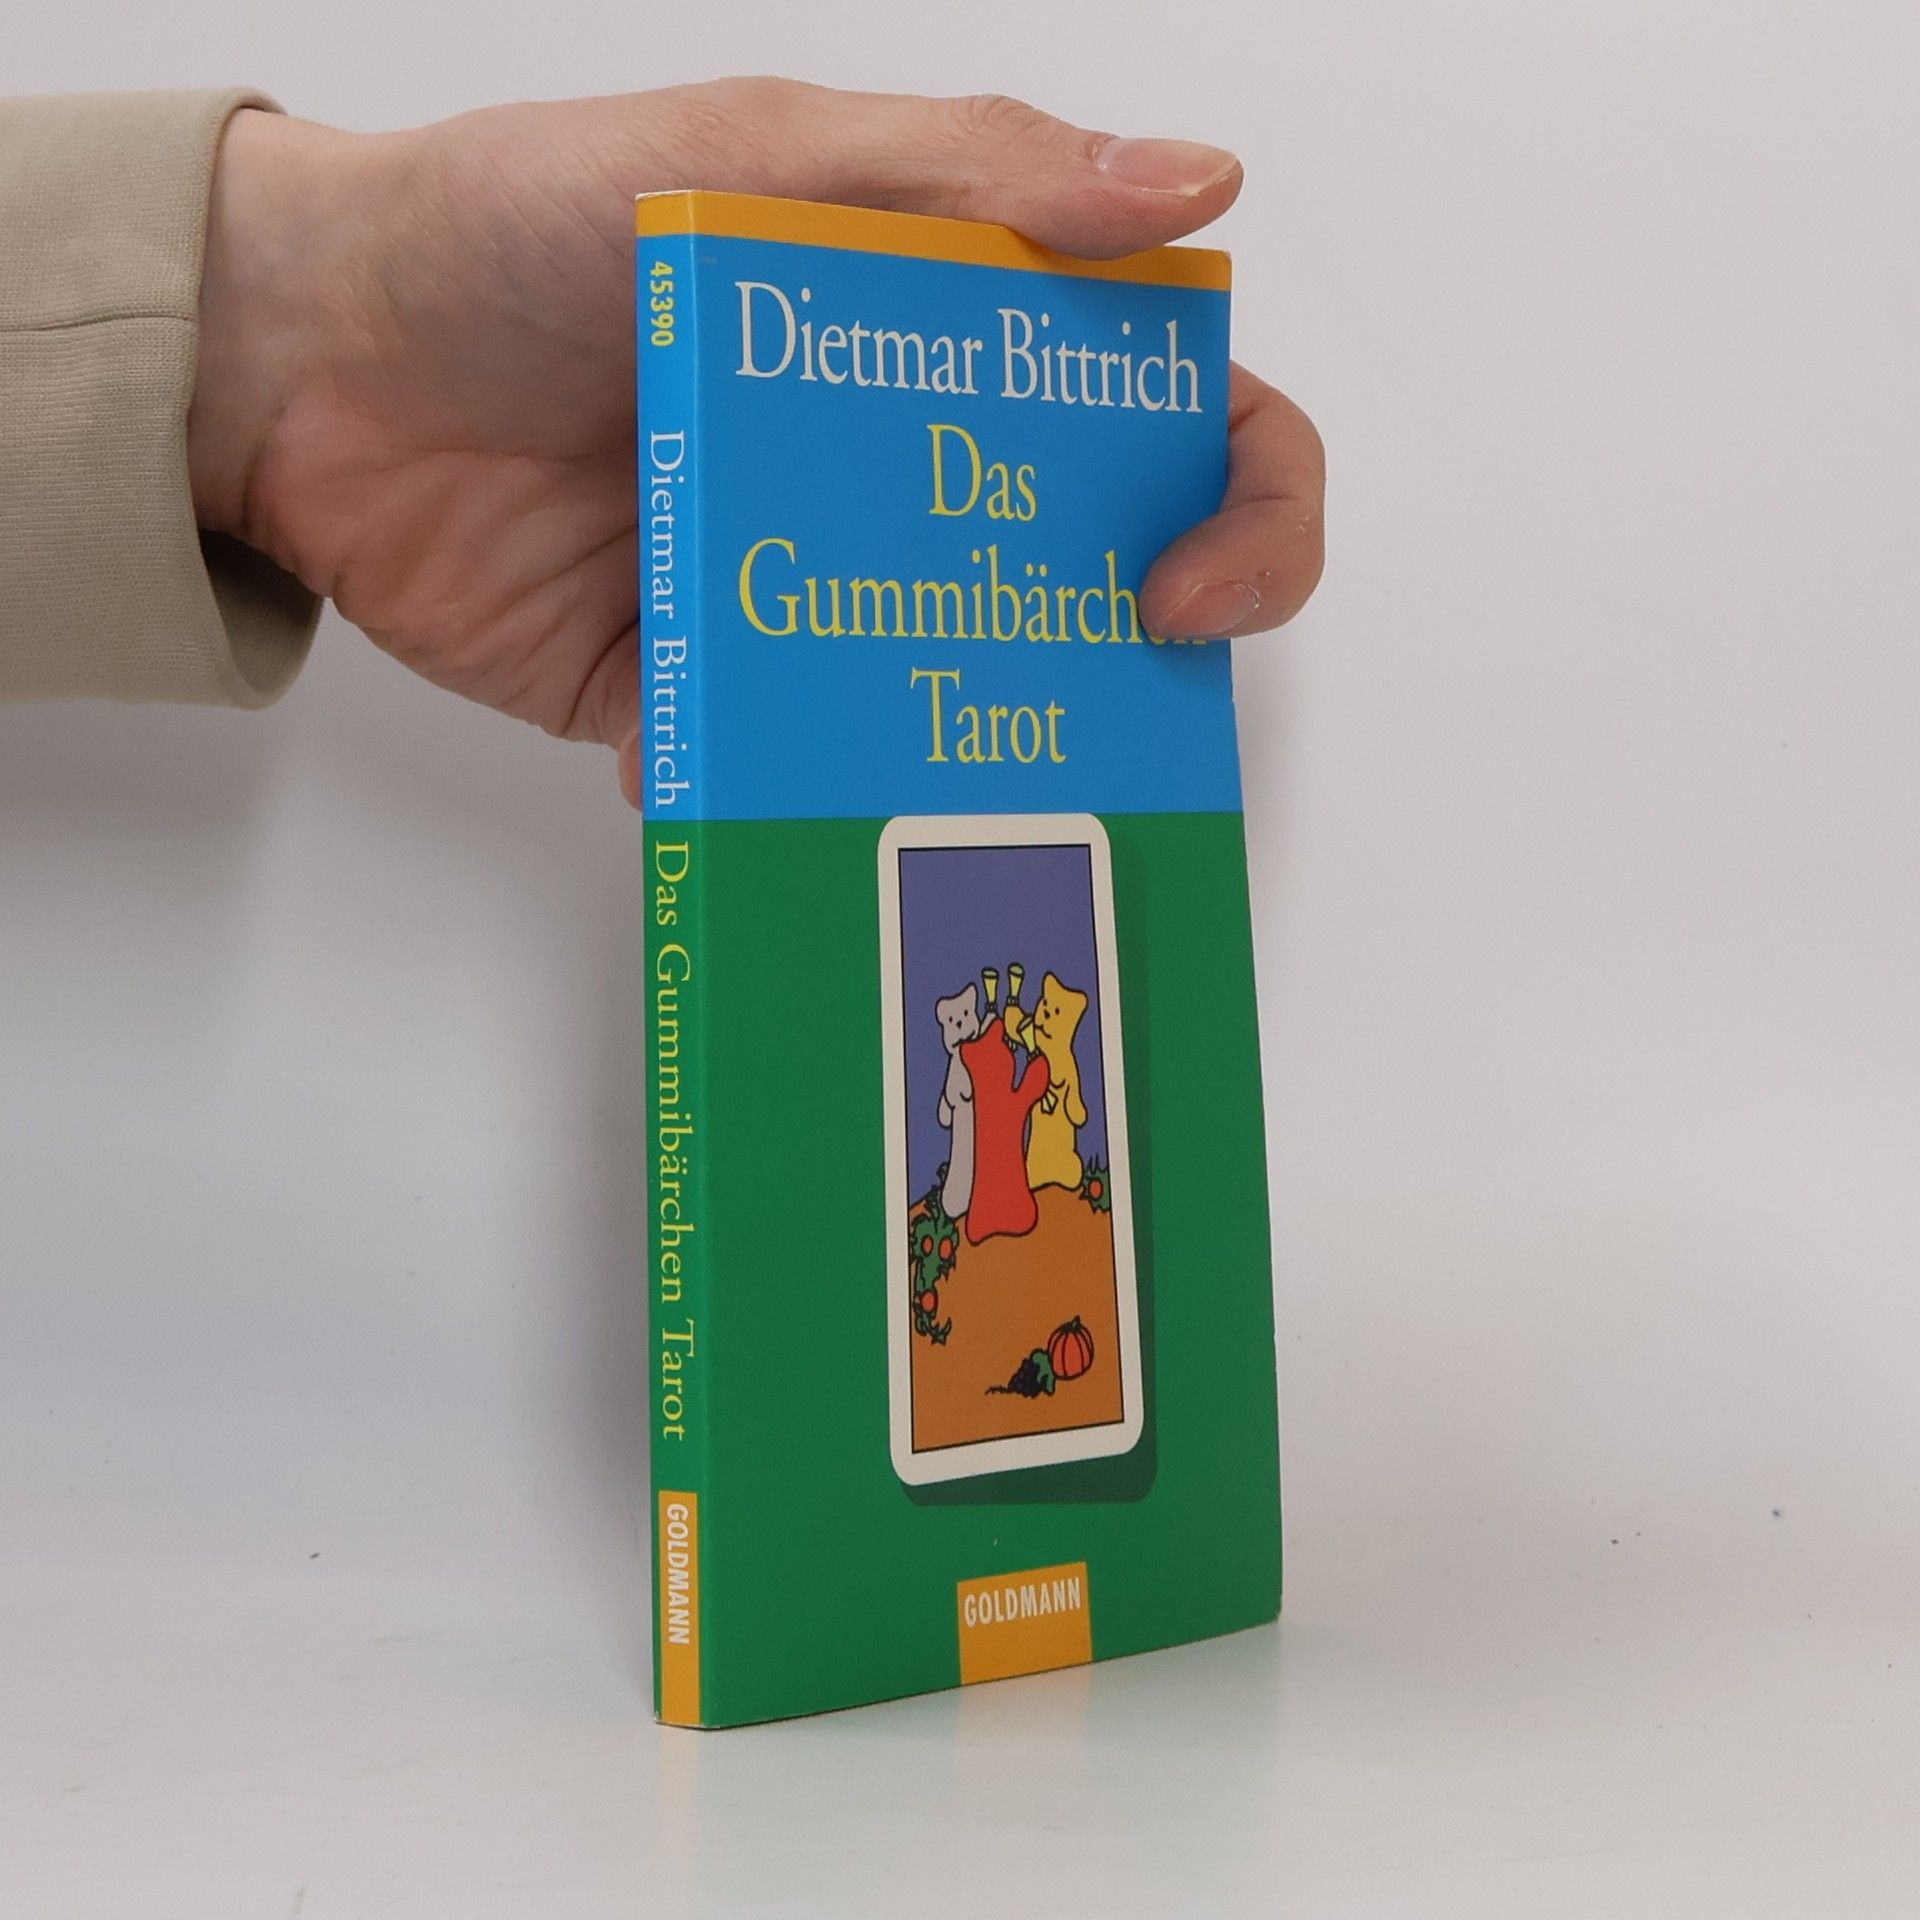 45390
Dietmar Bittrich Das Gummibärchen Tarot
GOLDMANN
Dietmar Bittrich
Das
Gummibärchen
Tarot
GOLDMANN